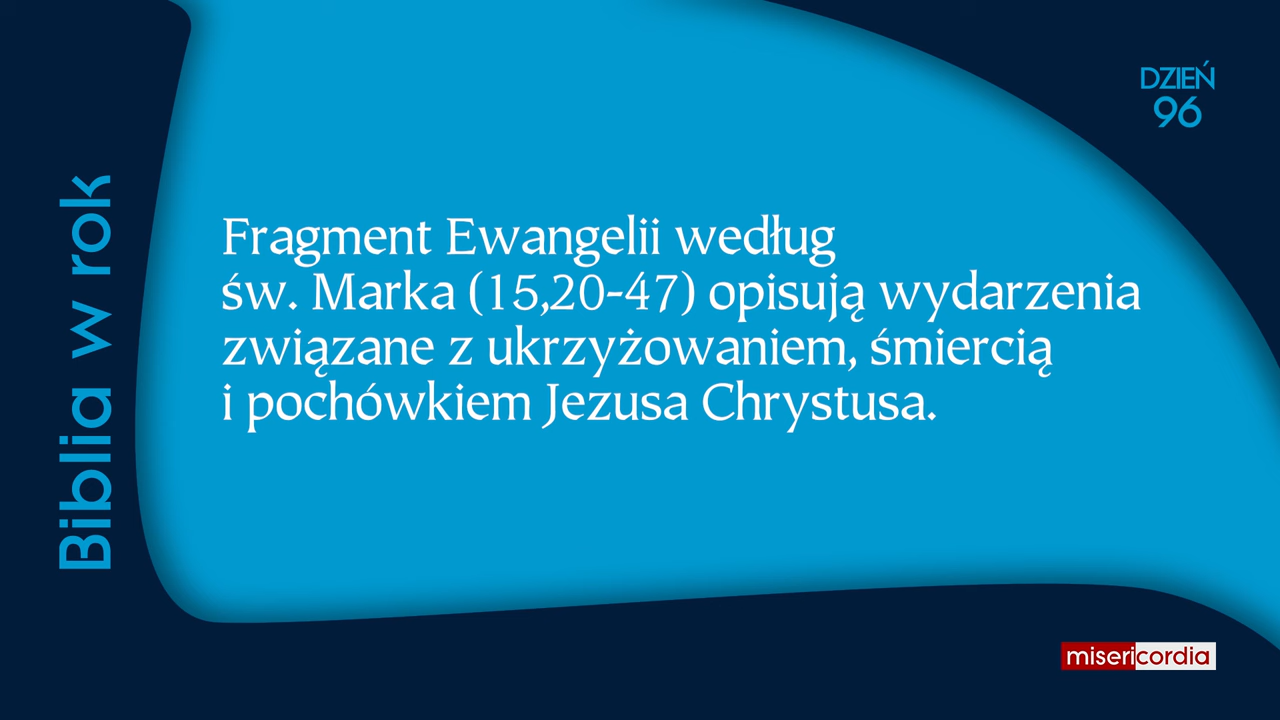 Biblia w rok
DZIEŃ
96
Fragment Ewangelii według
św. Marka (15,20-47) opisują wydarzenia
związane z ukrzyżowaniem, śmiercią
i pochówkiem Jezusa Chrystusa.
misericordia